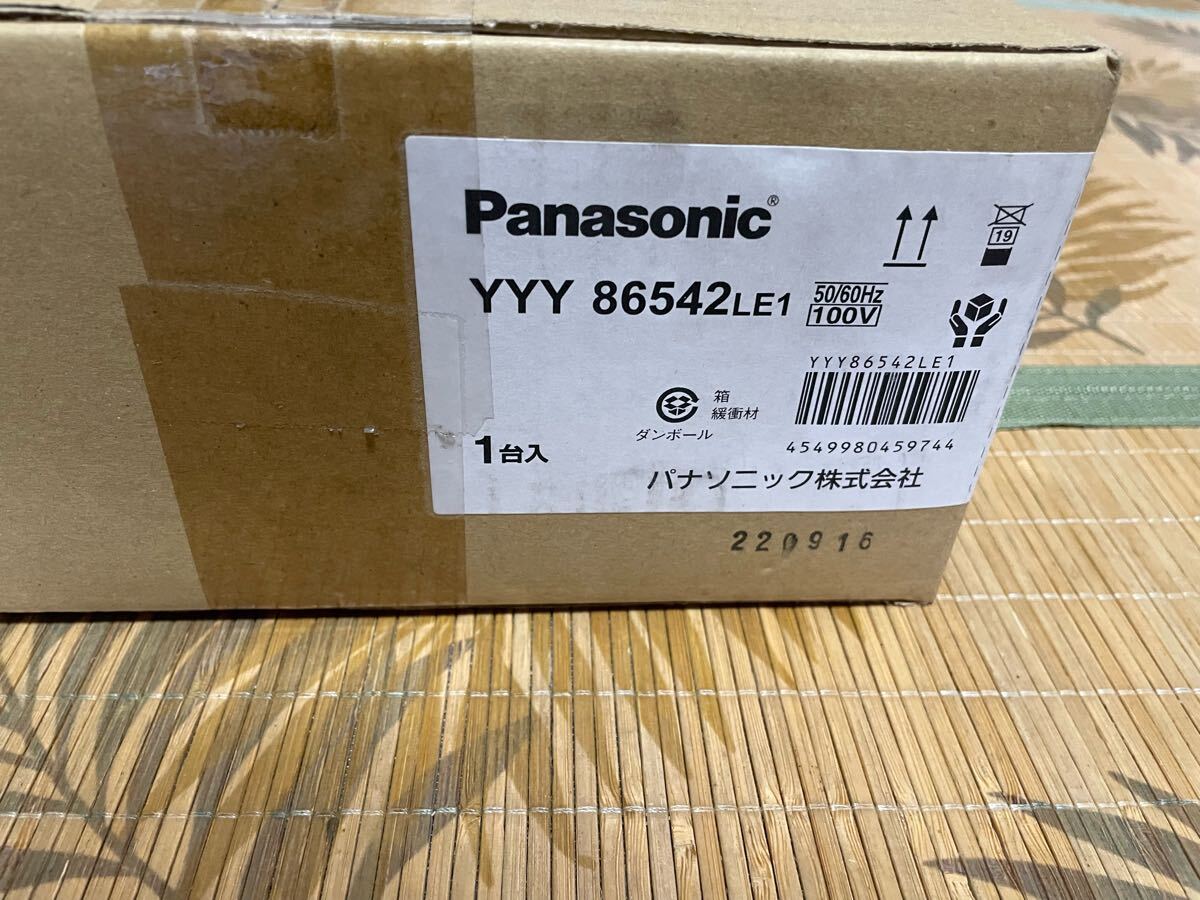 Panasonic®
YYY 86542LE1
50/60Hz
100V
19
YYY86542LE1
4549980459744
箱
緩衝材
ダンボール
1台入
パナソニック株式会社
220916